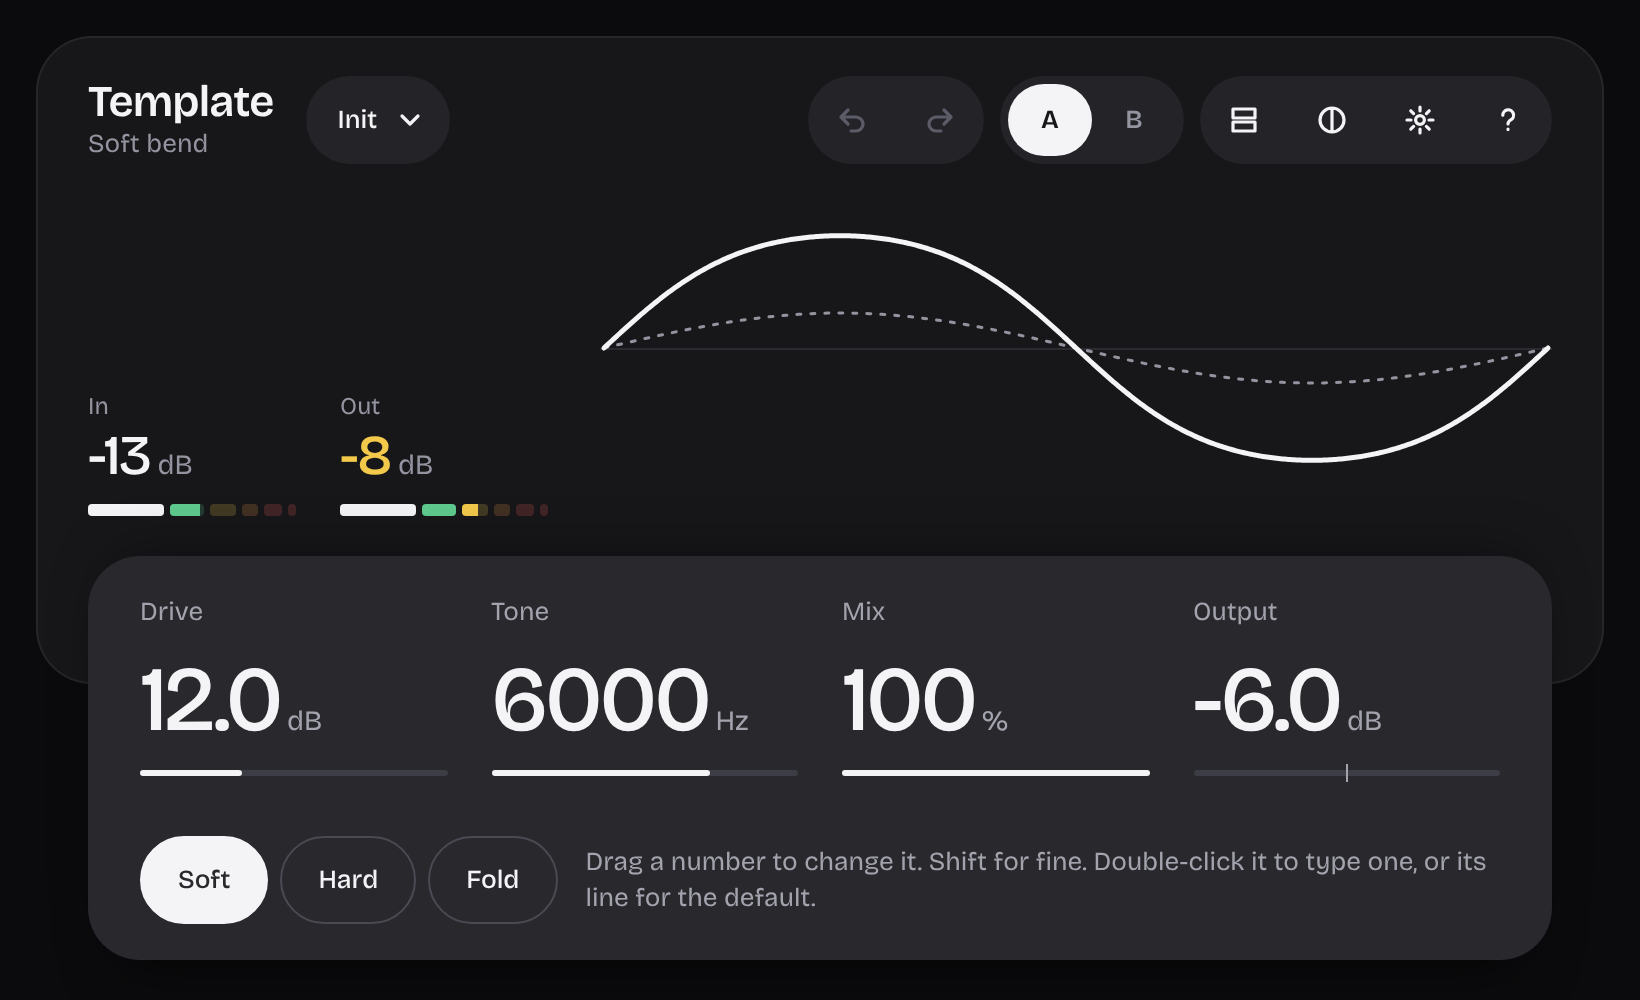 Template
Soft bend
Init
A
B
?
In
-13 dB
Out
-8 dB
Drive
12.0 dB
Tone
6000 Hz
Mix
100 %
Output
-6.0 dB
Soft
Hard
Fold
Drag a number to change it. Shift for fine. Double-click it to type one, or its
line for the default.